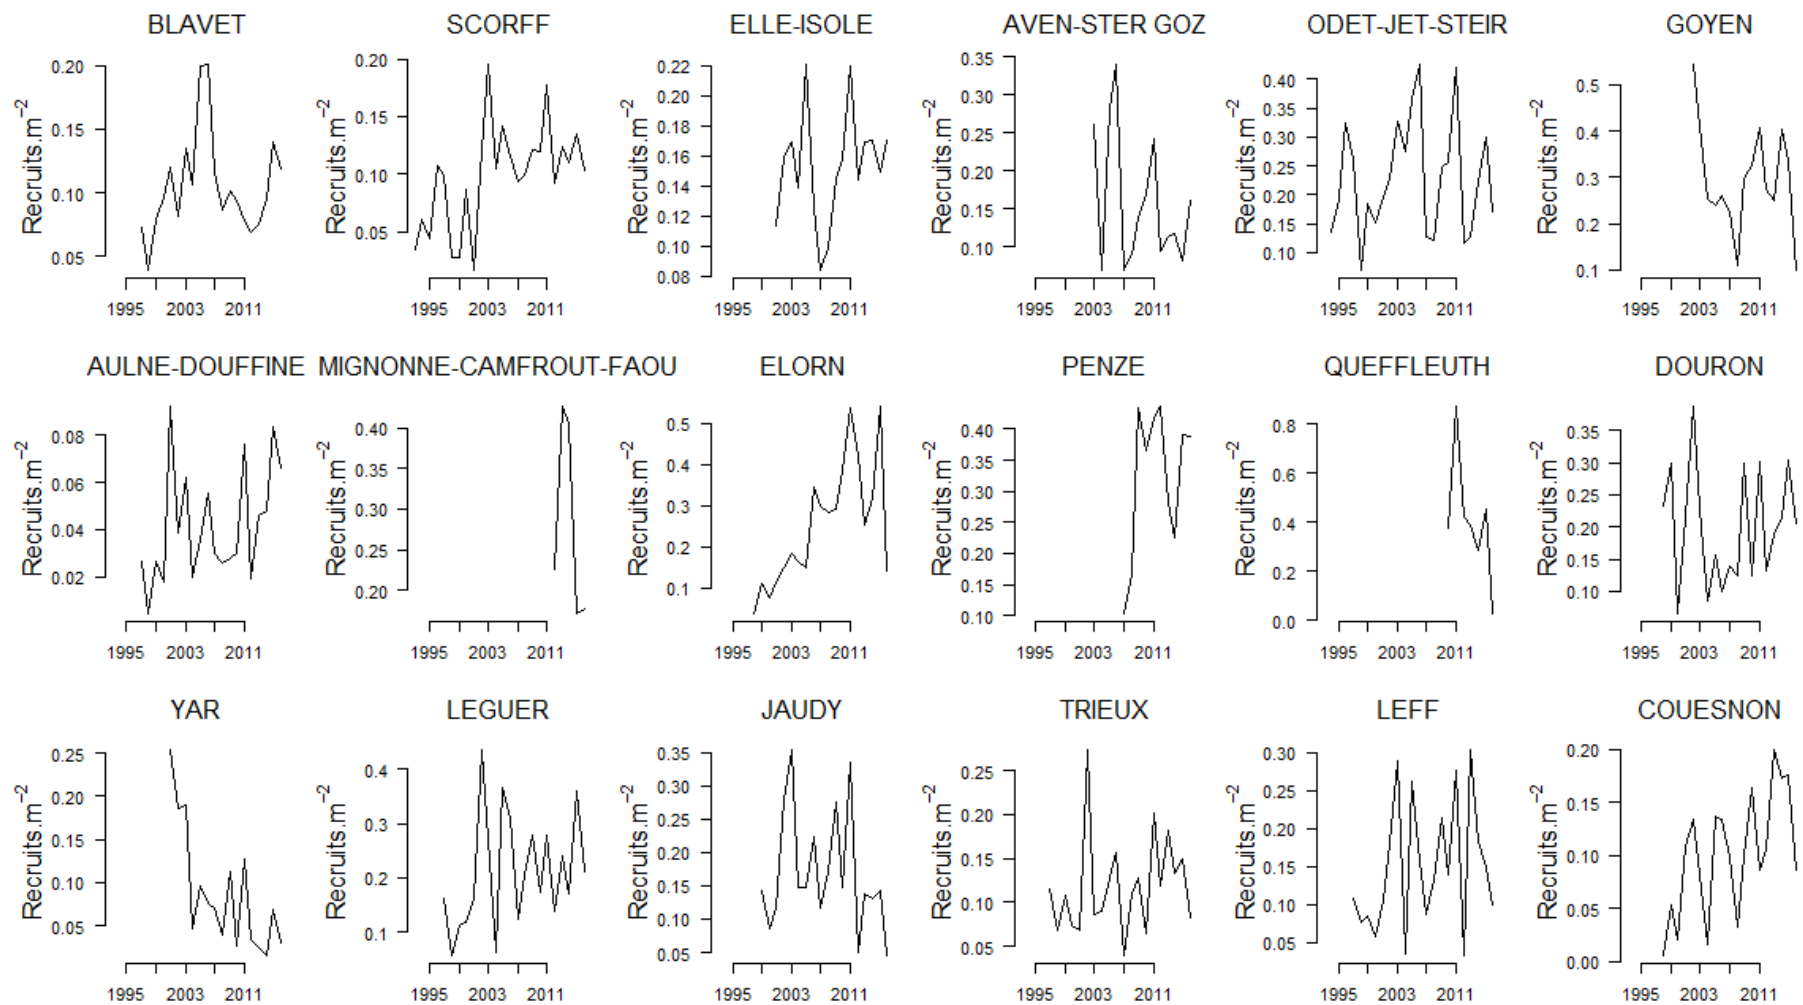 BLAVET SCORFF ELLE-ISOLE AVEN-STER GOZ ODET-JET-STEIR GOYEN
Recruits.m−2 Recruits.m−2 Recruits.m−2 Recruits.m−2 Recruits.m−2 Recruits.m−2
0.20 0.15 0.10 0.05
0.20 0.15 0.10 0.05
0.22 0.20 0.18 0.16 0.14 0.12 0.10 0.08
0.35 0.30 0.25 0.20 0.15 0.10
0.40 0.35 0.30 0.25 0.20 0.15 0.10
0.5 0.4 0.3 0.2 0.1
1995 2003 2011 1995 2003 2011 1995 2003 2011 1995 2003 2011 1995 2003 2011 1995 2003 2011
AULNE-DOUFFINE MIGNONNE-CAMFROUT-FAOU ELORN PENZE QUEFFLEUTH DOURON
Recruits.m−2 Recruits.m−2 Recruits.m−2 Recruits.m−2 Recruits.m−2 Recruits.m−2
0.08 0.06 0.04 0.02
0.40 0.35 0.30 0.25 0.20
0.5 0.4 0.3 0.2 0.1
0.40 0.35 0.30 0.25 0.20 0.15 0.10
0.8 0.6 0.4 0.2 0.0
0.35 0.30 0.25 0.20 0.15 0.10
1995 2003 2011 1995 2003 2011 1995 2003 2011 1995 2003 2011 1995 2003 2011 1995 2003 2011
YAR LEGUER JAUDY TRIEUX LEFF COUESNON
Recruits.m−2 Recruits.m−2 Recruits.m−2 Recruits.m−2 Recruits.m−2 Recruits.m−2
0.25 0.20 0.15 0.10 0.05
0.4 0.3 0.2 0.1
0.35 0.30 0.25 0.20 0.15 0.10 0.05
0.25 0.20 0.15 0.10 0.05
0.30 0.25 0.20 0.15 0.10 0.05
0.20 0.15 0.10 0.05 0.00
1995 2003 2011 1995 2003 2011 1995 2003 2011 1995 2003 2011 1995 2003 2011 1995 2003 2011